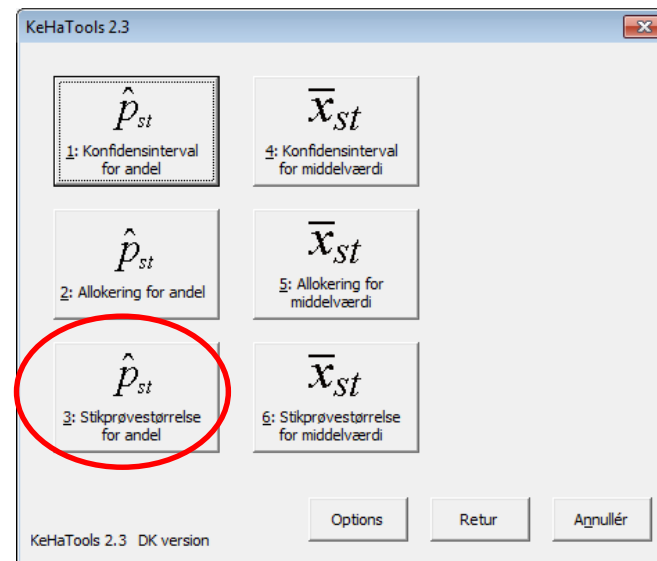 KeHaTools 2.3
p̂st
1: Konfidensinterval
for andel
x̅st
4: Konfidensinterval
for middelværdi
p̂st
2: Allokering for andel
x̅st
5: Allokering for
middelværdi
p̂st
3: Stikprøvestørrelse
for andel
x̅st
6: Stikprøvestørrelse
for middelværdi
Options
Retur
Annullér
KeHaTools 2.3 DK version